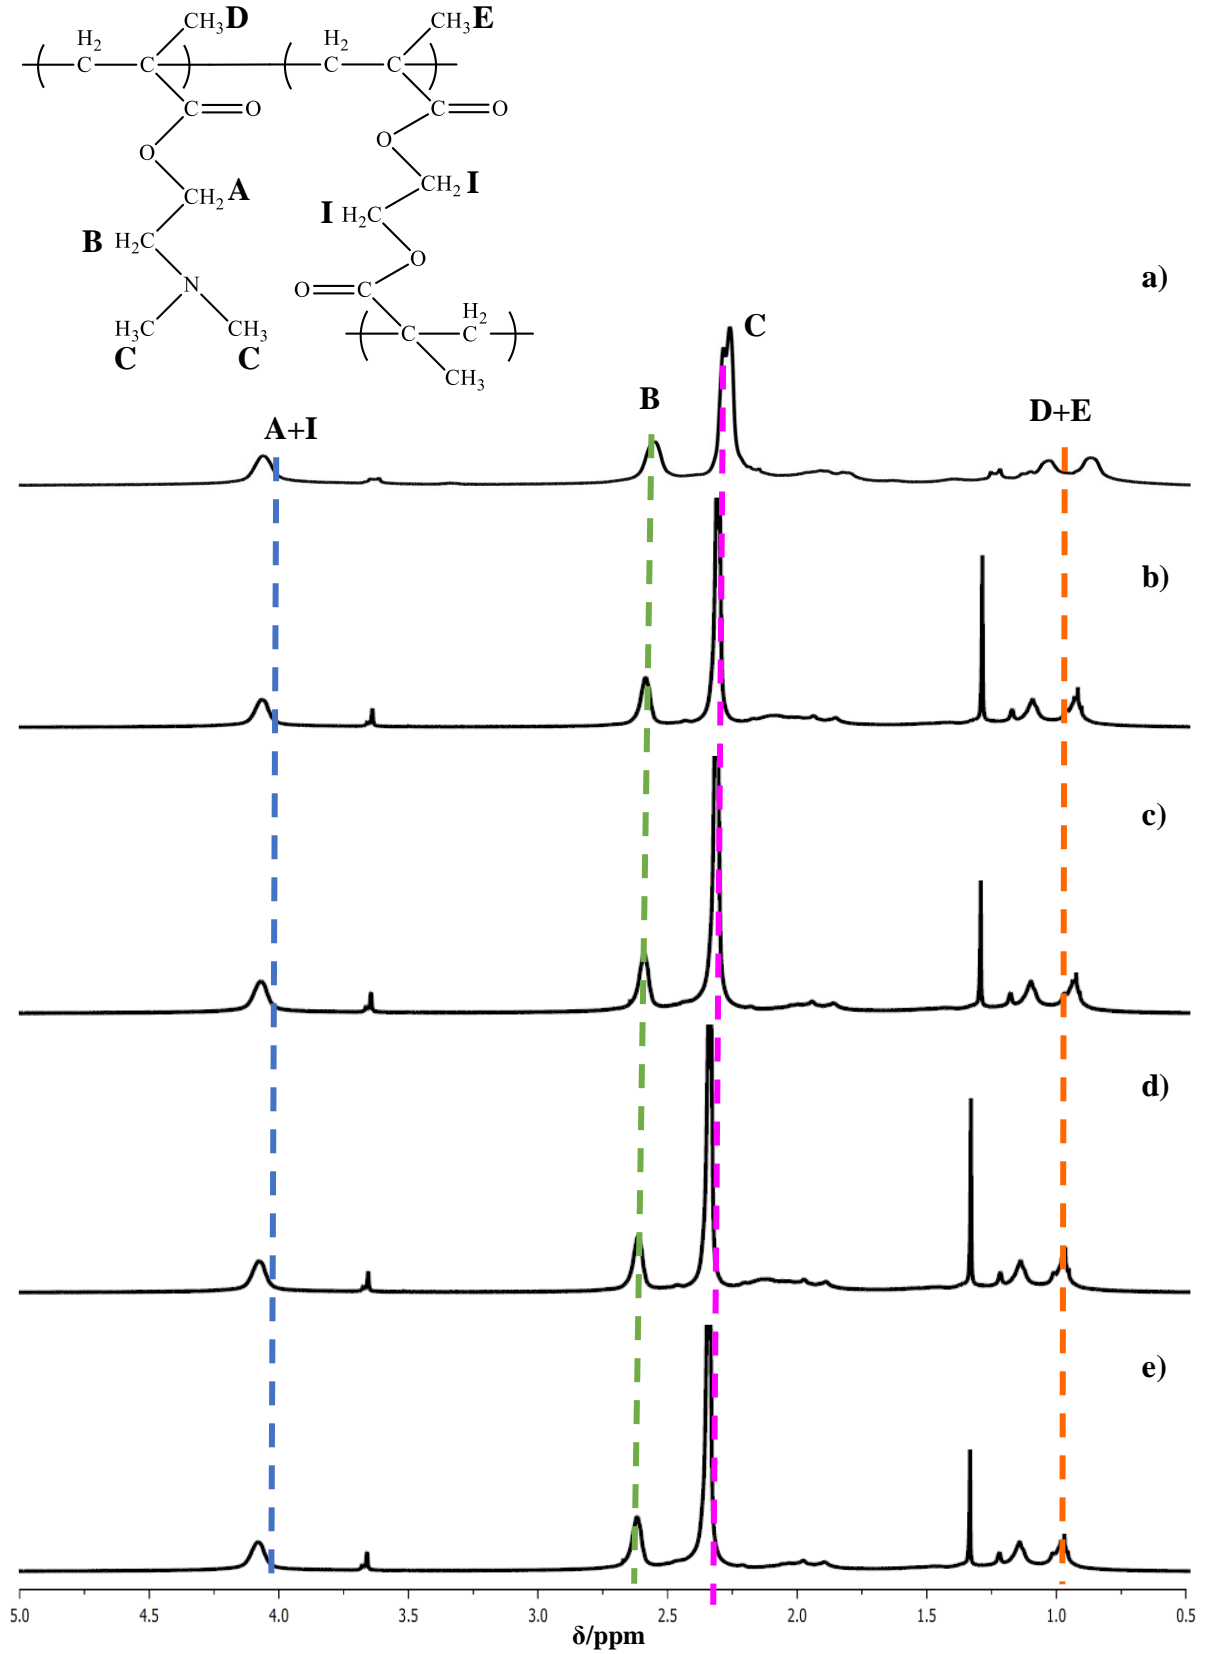 CH₃ D
CH₃ E
H₂
H₂
C
C
C
C
C
O
C
O
O
O
CH₂ A
CH₂ I
I H₂C
B H₂C
O
N
O
C
H₃C
CH₃
H₂
C
C
C
C
CH₃
a)
C
B
A+I
D+E
b)
c)
d)
e)
5.0 4.5 4.0 3.5 3.0 2.5 2.0 1.5 1.0 0.5
δ/ppm